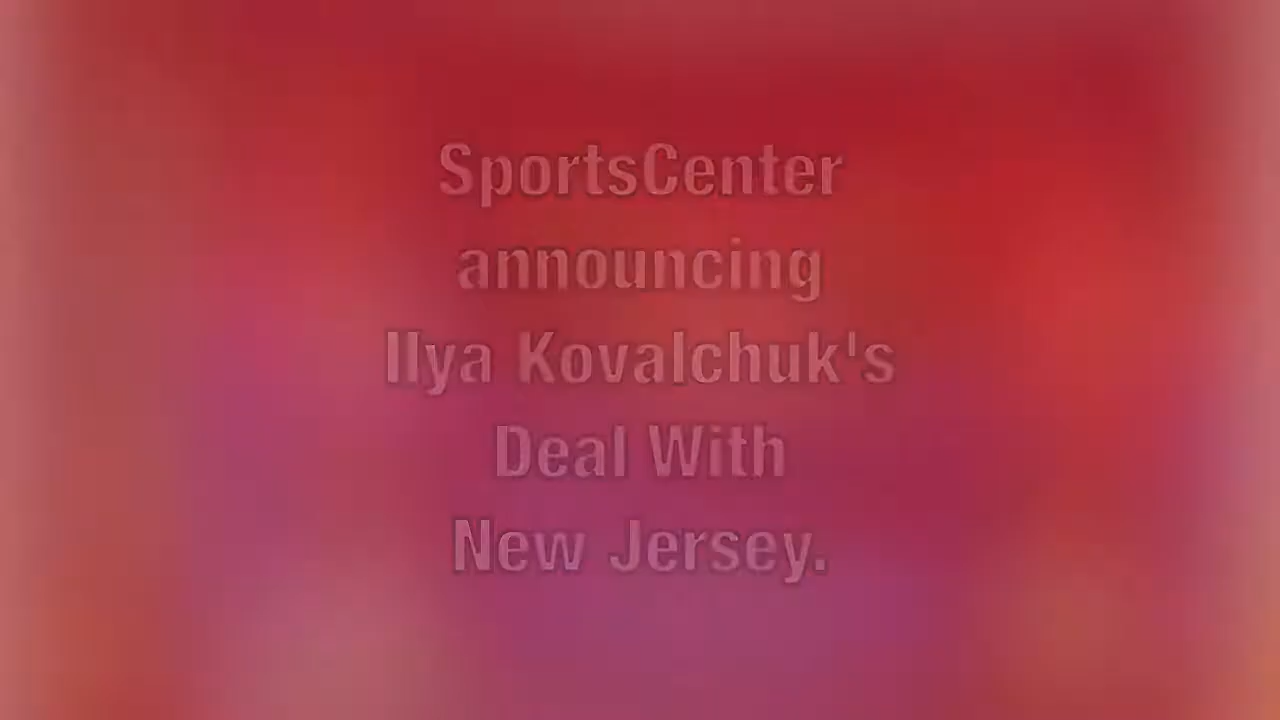 SportsCenter
announcing
Ilya Kovalchuk's
Deal With
New Jersey.